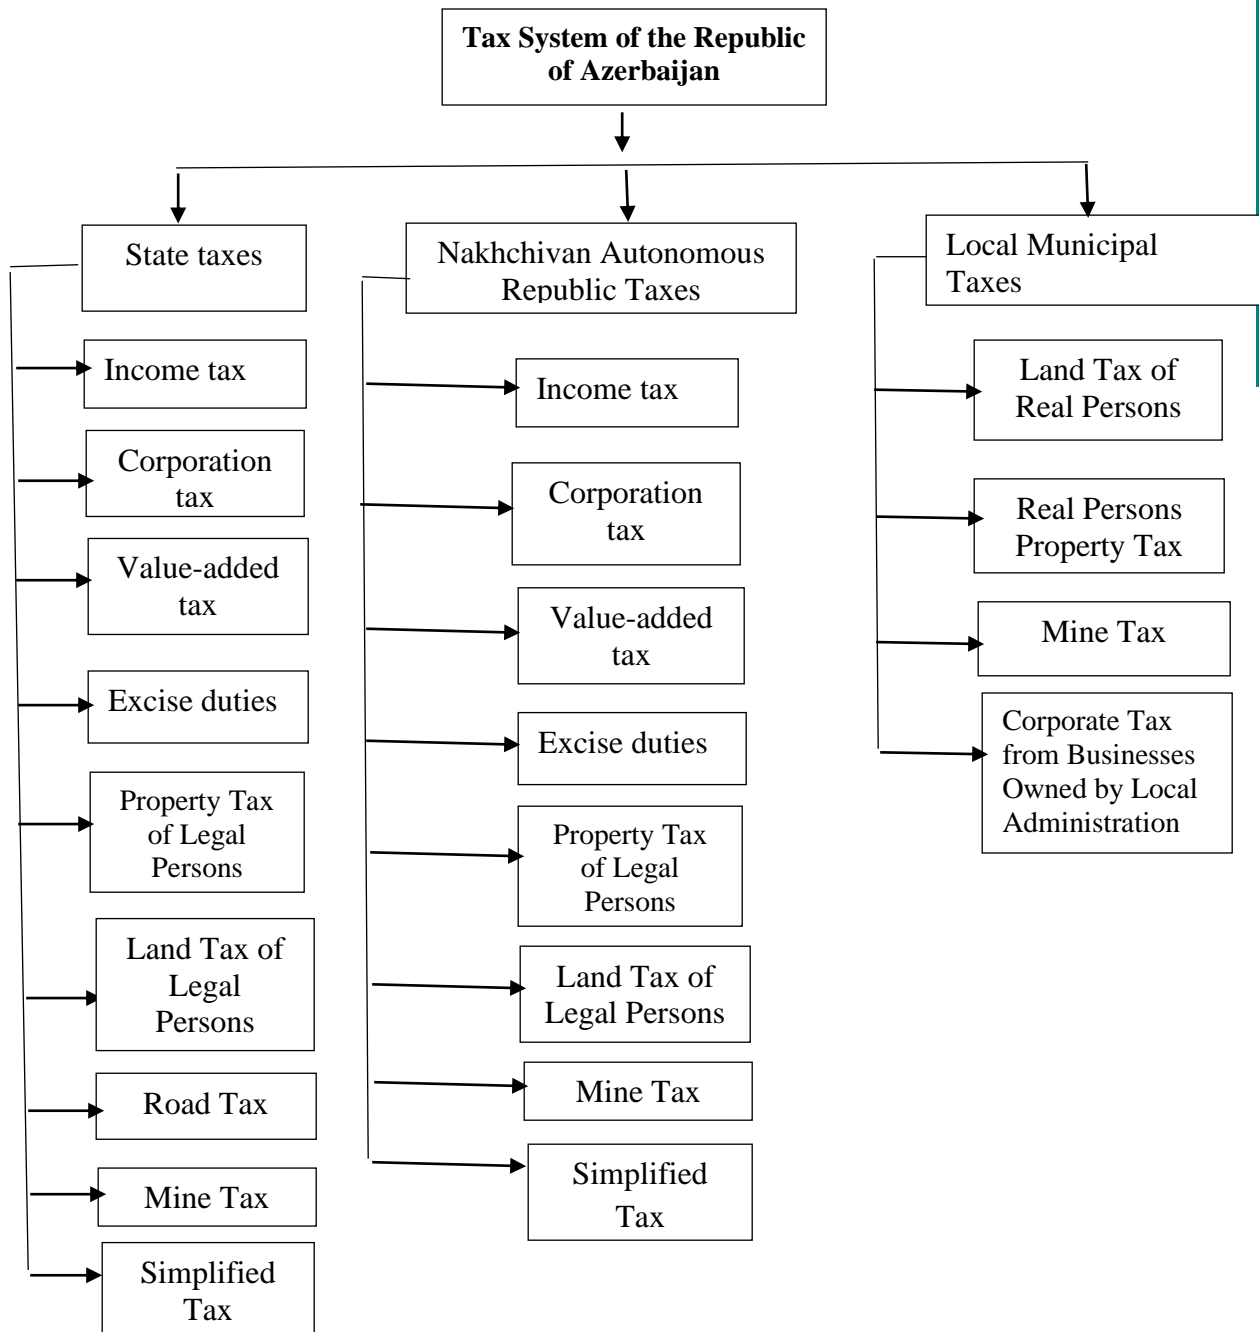 Tax System of the Republic
of Azerbaijan
State taxes
Income tax
Corporation
tax
Value-added
tax
Excise duties
Property Tax
of Legal
Persons
Land Tax of
Legal
Persons
Road Tax
Mine Tax
Simplified
Tax
Nakhchivan Autonomous
Republic Taxes
Income tax
Corporation
tax
Value-added
tax
Excise duties
Property Tax
of Legal
Persons
Land Tax of
Legal Persons
Mine Tax
Simplified
Tax
Local Municipal
Taxes
Land Tax of
Real Persons
Real Persons
Property Tax
Mine Tax
Corporate Tax
from Businesses
Owned by Local
Administration